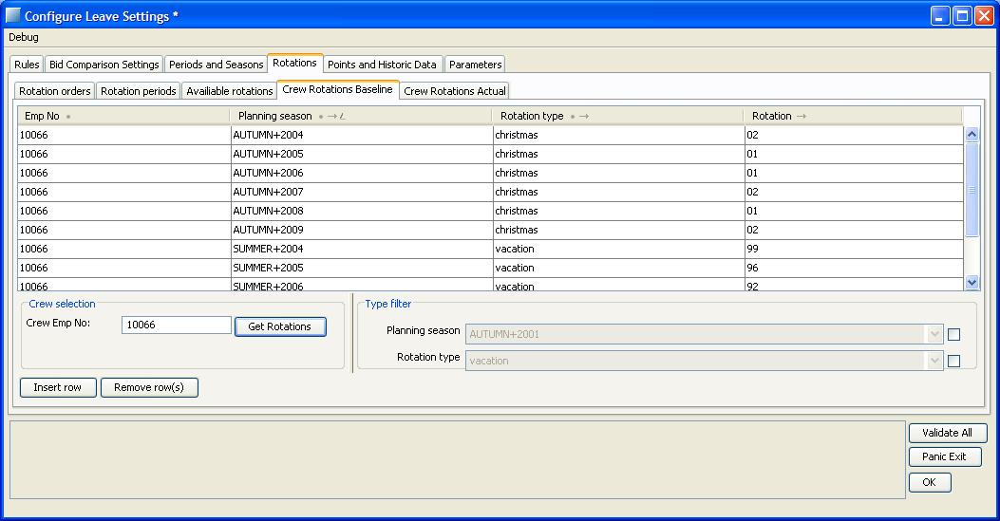 Configure Leave Settings *
Debug
Rules Bid Comparison Settings Periods and Seasons Rotations Points and Historic Data Parameters
Rotation orders Rotation periods Availiable rotations Crew Rotations Baseline Crew Rotations Actual
Emp No Planning season Rotation type Rotation
10066 AUTUMN+2004 christmas 02
10066 AUTUMN+2005 christmas 01
10066 AUTUMN+2006 christmas 01
10066 AUTUMN+2007 christmas 02
10066 AUTUMN+2008 christmas 01
10066 AUTUMN+2009 christmas 02
10066 SUMMER+2004 vacation 99
10066 SUMMER+2005 vacation 96
10066 SUMMER+2006 vacation 92
Crew selection
Crew Emp No: 10066 Get Rotations
Type filter
Planning season AUTUMN+2001
Rotation type vacation
Insert row Remove row(s)
Validate All
Panic Exit
OK